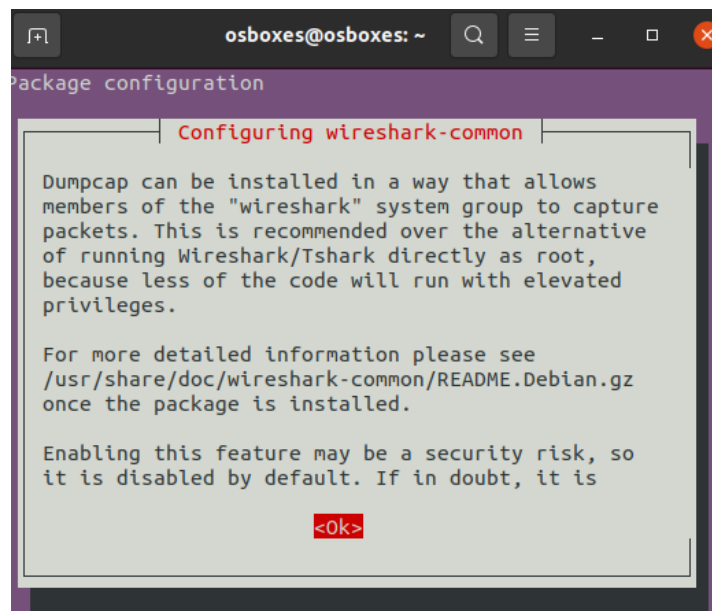 osboxes@osboxes: ~
Package configuration
Configuring wireshark-common
Dumpcap can be installed in a way that allows
members of the "wireshark" system group to capture
packets. This is recommended over the alternative
of running Wireshark/Tshark directly as root,
because less of the code will run with elevated
privileges.
For more detailed information please see
/usr/share/doc/wireshark-common/README.Debian.gz
once the package is installed.
Enabling this feature may be a security risk, so
it is disabled by default. If in doubt, it is
<Ok>